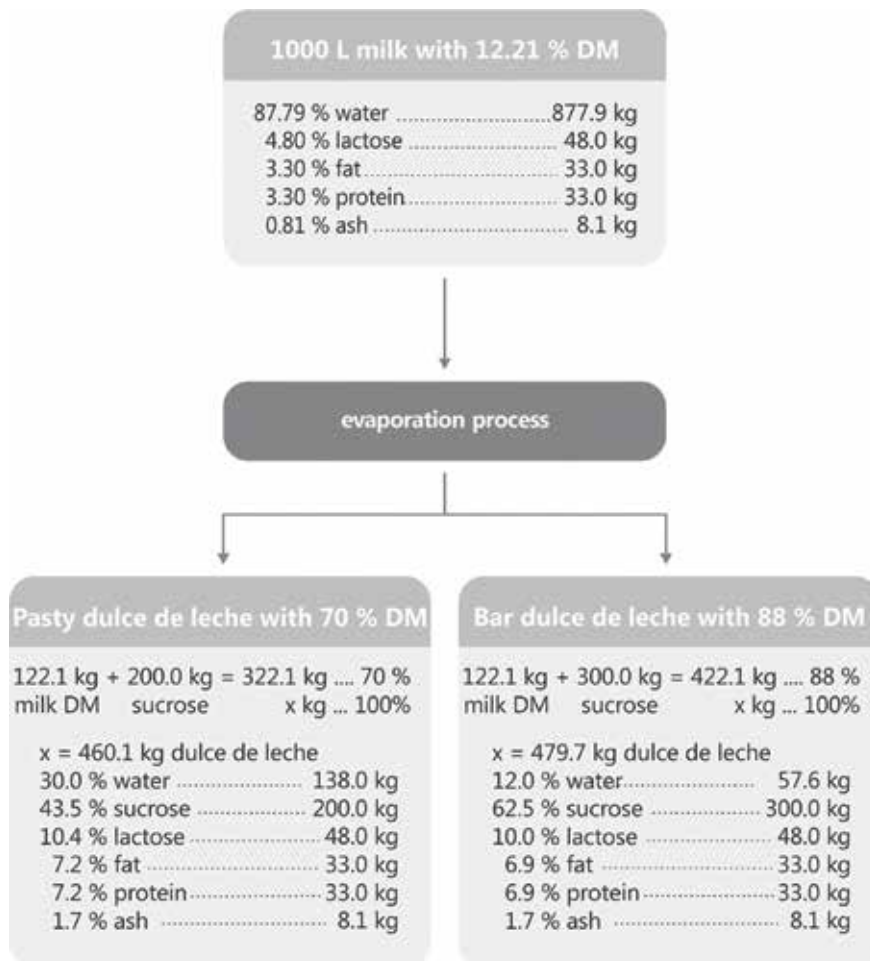 1000 L milk with 12.21 % DM
87.79 % water ........................... 877.9 kg
4.80 % lactose ........................... 48.0 kg
3.30 % fat ................................... 33.0 kg
3.30 % protein ........................... 33.0 kg
0.81 % ash ................................... 8.1 kg
evaporation process
Pasty dulce de leche with 70 % DM
122.1 kg + 200.0 kg = 322.1 kg .... 70 %
milk DM sucrose x kg ... 100%
x = 460.1 kg dulce de leche
30.0 % water ...................... 138.0 kg
43.5 % sucrose ................... 200.0 kg
10.4 % lactose ..................... 48.0 kg
7.2 % fat ............................. 33.0 kg
7.2 % protein ...................... 33.0 kg
1.7 % ash ............................. 8.1 kg
Bar dulce de leche with 88 % DM
122.1 kg + 300.0 kg = 422.1 kg .... 88 %
milk DM sucrose x kg ... 100%
x = 479.7 kg dulce de leche
12.0 % water ........................ 57.6 kg
62.5 % sucrose ................... 300.0 kg
10.0 % lactose ..................... 48.0 kg
6.9 % fat ............................. 33.0 kg
6.9 % protein ...................... 33.0 kg
1.7 % ash ............................. 8.1 kg